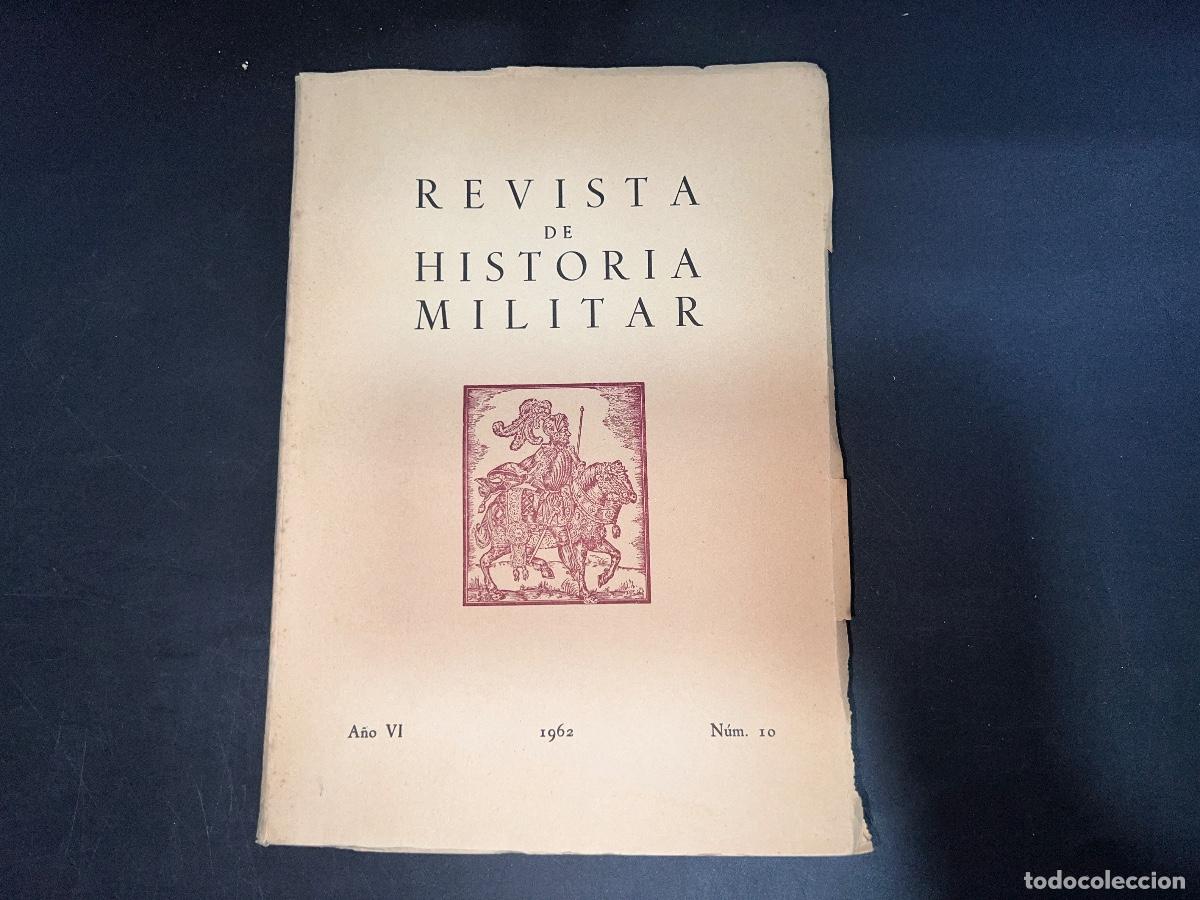 REVISTA
DE
HISTORIA
MILITAR
Año VI 1962 Núm. 10
todocoleccion